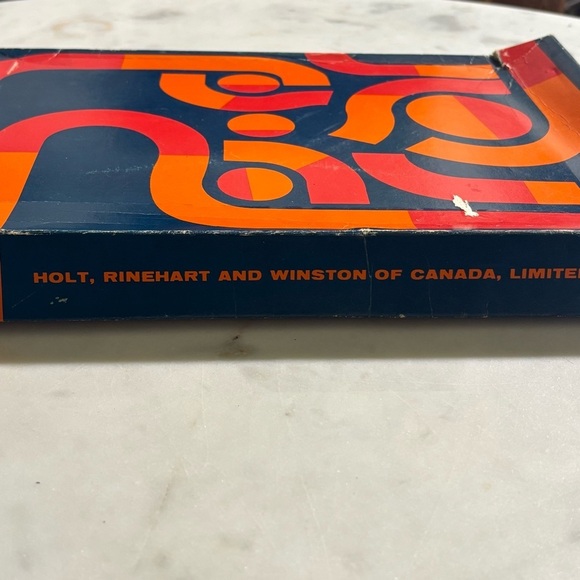 HOLT, RINEHART AND WINSTON OF CANADA, LIMITE